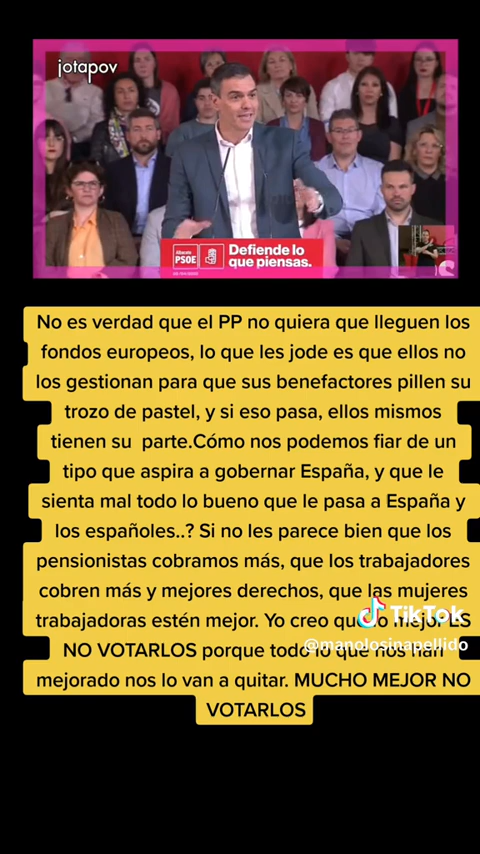 jotapov
Alicante
PSOE
Defiende lo
que piensas.
No es verdad que el PP no quiera que lleguen los
fondos europeos, lo que les jode es que ellos no
los gestionan para que sus benefactores pillen su
trozo de pastel, y si eso pasa, ellos mismos
tienen su parte.Cómo nos podemos fiar de un
tipo que aspira a gobernar España, y que le
sienta mal todo lo bueno que le pasa a España y
los españoles..? Si no les parece bien que los
pensionistas cobramos más, que los trabajadores
cobren más y mejores derechos, que las mujeres
trabajadoras estén mejor. Yo creo que lo mejor ES
TikTok
@manolosinapellido
NO VOTARLOS porque todo lo que nos han
mejorado nos lo van a quitar. MUCHO MEJOR NO
VOTARLOS